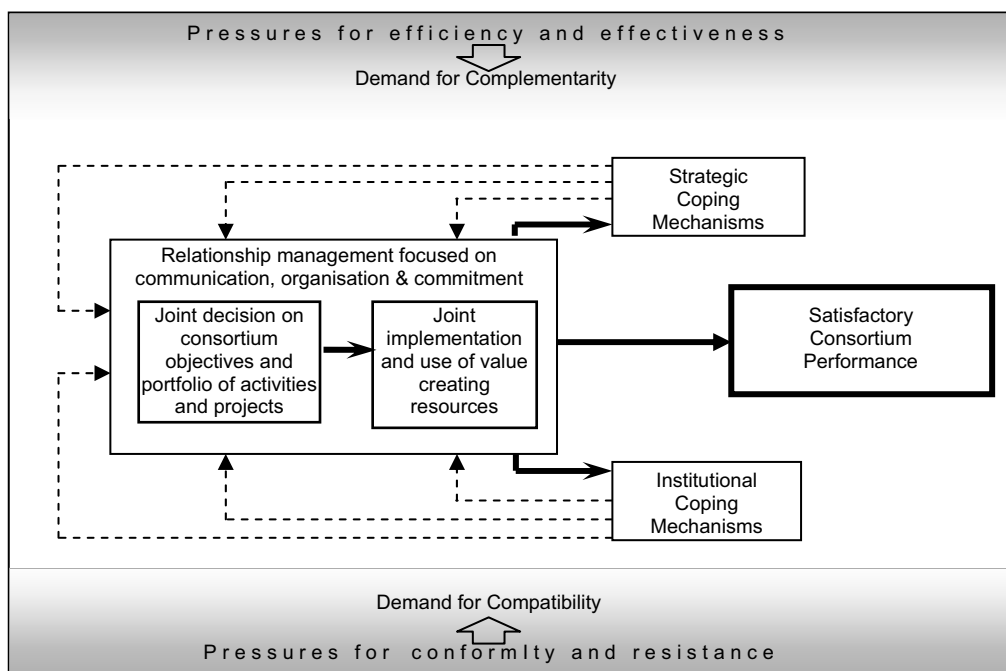 Pressures for efficiency and effectiveness
Demand for Complementarity
Strategic
Coping
Mechanisms
Relationship management focused on
communication, organisation & commitment
Joint decision on
consortium
objectives and
portfolio of activities
and projects
Joint
implementation
and use of value
creating
resources
Satisfactory
Consortium
Performance
Institutional
Coping
Mechanisms
Demand for Compatibility
Pressures for conformIty and resistance